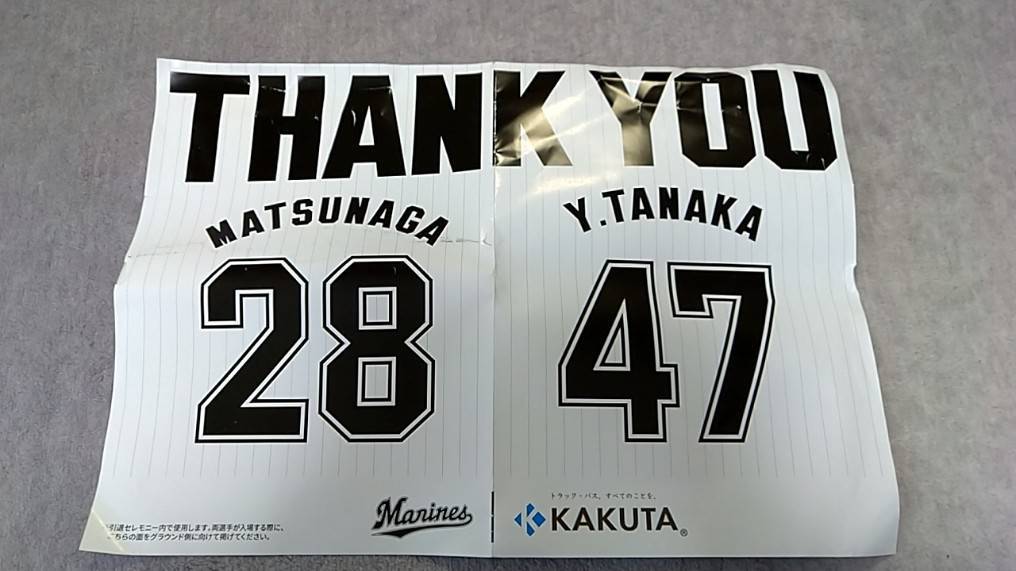 THANK YOU
MATSUNAGA
28
Y.TANAKA
47
引退セレモニー内で使用します。両選手が入場する際に、
こちらの面をグラウンド側に向けて掲げてください。
Marines
トラック・バス、すべてのことを。
KAKUTA®